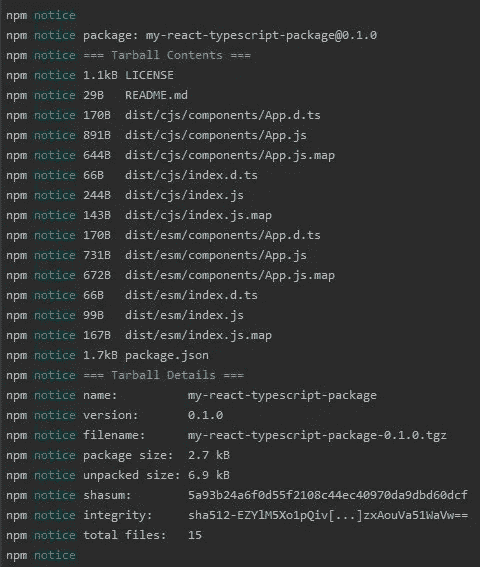 npm notice
npm notice package: my-react-typescript-package@0.1.0
npm notice === Tarball Contents ===
npm notice 1.1kB LICENSE
npm notice 29B   README.md
npm notice 170B  dist/cjs/components/App.d.ts
npm notice 891B  dist/cjs/components/App.js
npm notice 644B  dist/cjs/components/App.js.map
npm notice 66B   dist/cjs/index.d.ts
npm notice 244B  dist/cjs/index.js
npm notice 143B  dist/cjs/index.js.map
npm notice 170B  dist/esm/components/App.d.ts
npm notice 731B  dist/esm/components/App.js
npm notice 672B  dist/esm/components/App.js.map
npm notice 66B   dist/esm/index.d.ts
npm notice 99B   dist/esm/index.js
npm notice 167B  dist/esm/index.js.map
npm notice 1.7kB package.json
npm notice === Tarball Details ===
npm notice name:          my-react-typescript-package
npm notice version:       0.1.0
npm notice filename:      my-react-typescript-package-0.1.0.tgz
npm notice package size:  2.7 kB
npm notice unpacked size: 6.9 kB
npm notice shasum:        5a93b24a6f0d55f2108c44ec40970da9dbd60dcf
npm notice integrity:     sha512-EZYlM5Xo1pQiv[...]zxAouVa51WaVw==
npm notice total files:   15
npm notice